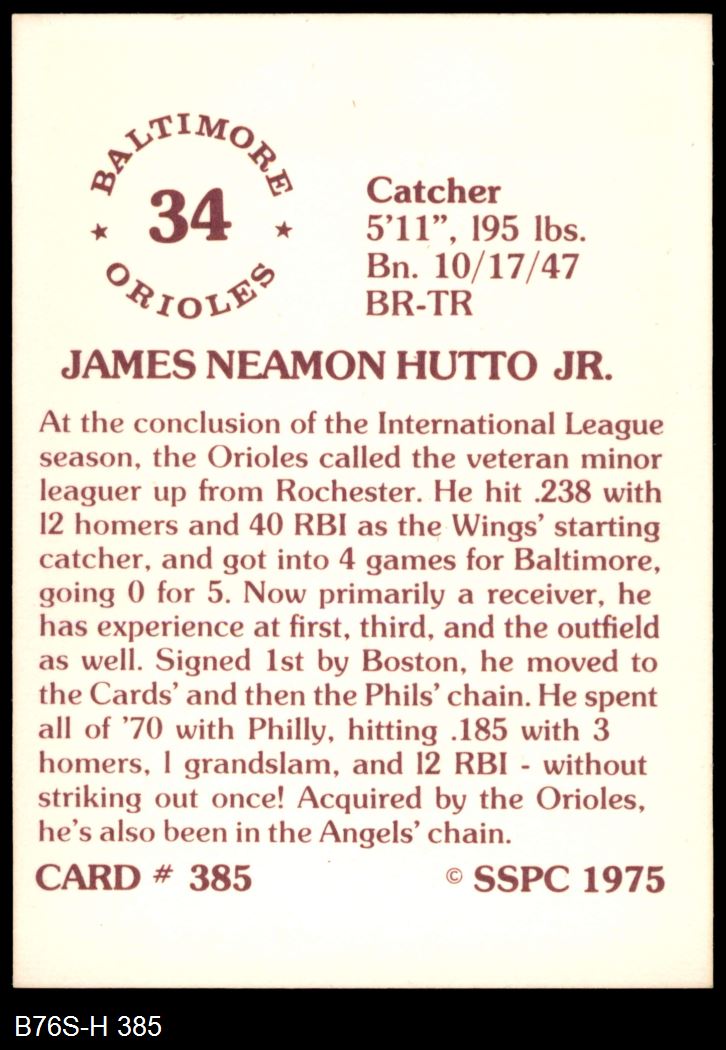 BALTIMORE
34
★ ★
ORIOLES
Catcher
5'11", 195 lbs.
Bn. 10/17/47
BR-TR
JAMES NEAMON HUTTO JR.
At the conclusion of the International League
season, the Orioles called the veteran minor
leaguer up from Rochester. He hit .238 with
12 homers and 40 RBI as the Wings' starting
catcher, and got into 4 games for Baltimore,
going 0 for 5. Now primarily a receiver, he
has experience at first, third, and the outfield
as well. Signed 1st by Boston, he moved to
the Cards' and then the Phils' chain. He spent
all of '70 with Philly, hitting .185 with 3
homers, 1 grandslam, and 12 RBI - without
striking out once! Acquired by the Orioles,
he's also been in the Angels' chain.
CARD # 385 © SSPC 1975
B76S-H 385